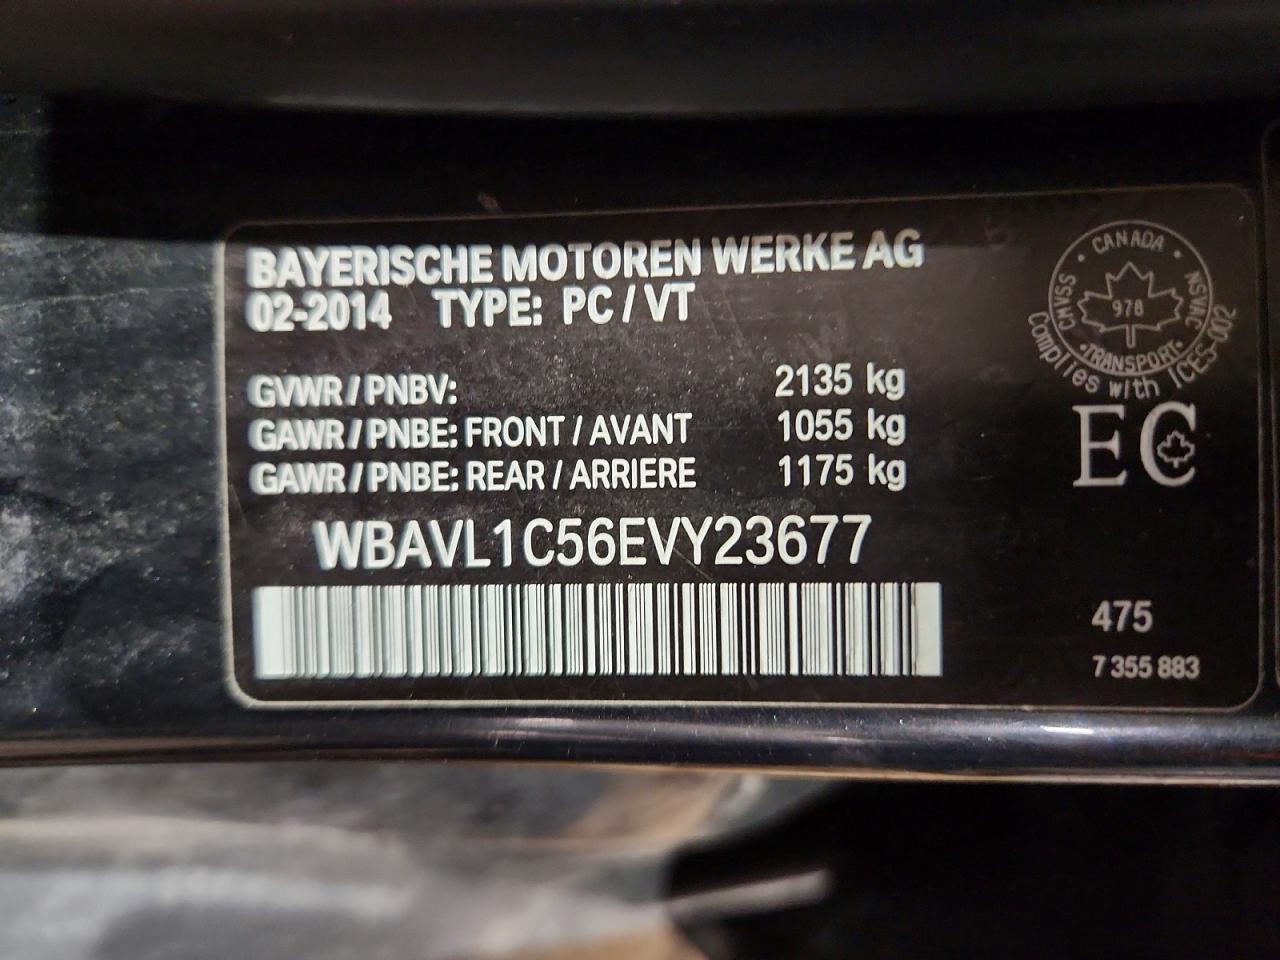 BAYERISCHE MOTOREN WERKE AG
02-2014 TYPE: PC / VT
GVWR / PNBV: 2135 kg
GAWR / PNBE: FRONT / AVANT 1055 kg
GAWR / PNBE: REAR / ARRIERE 1175 kg
WBAVL1C56EVY23677
CANADA
CMVSS NSVAC
978
TRANSPORT
Complies with ICES-002
EC
475
7 355 883